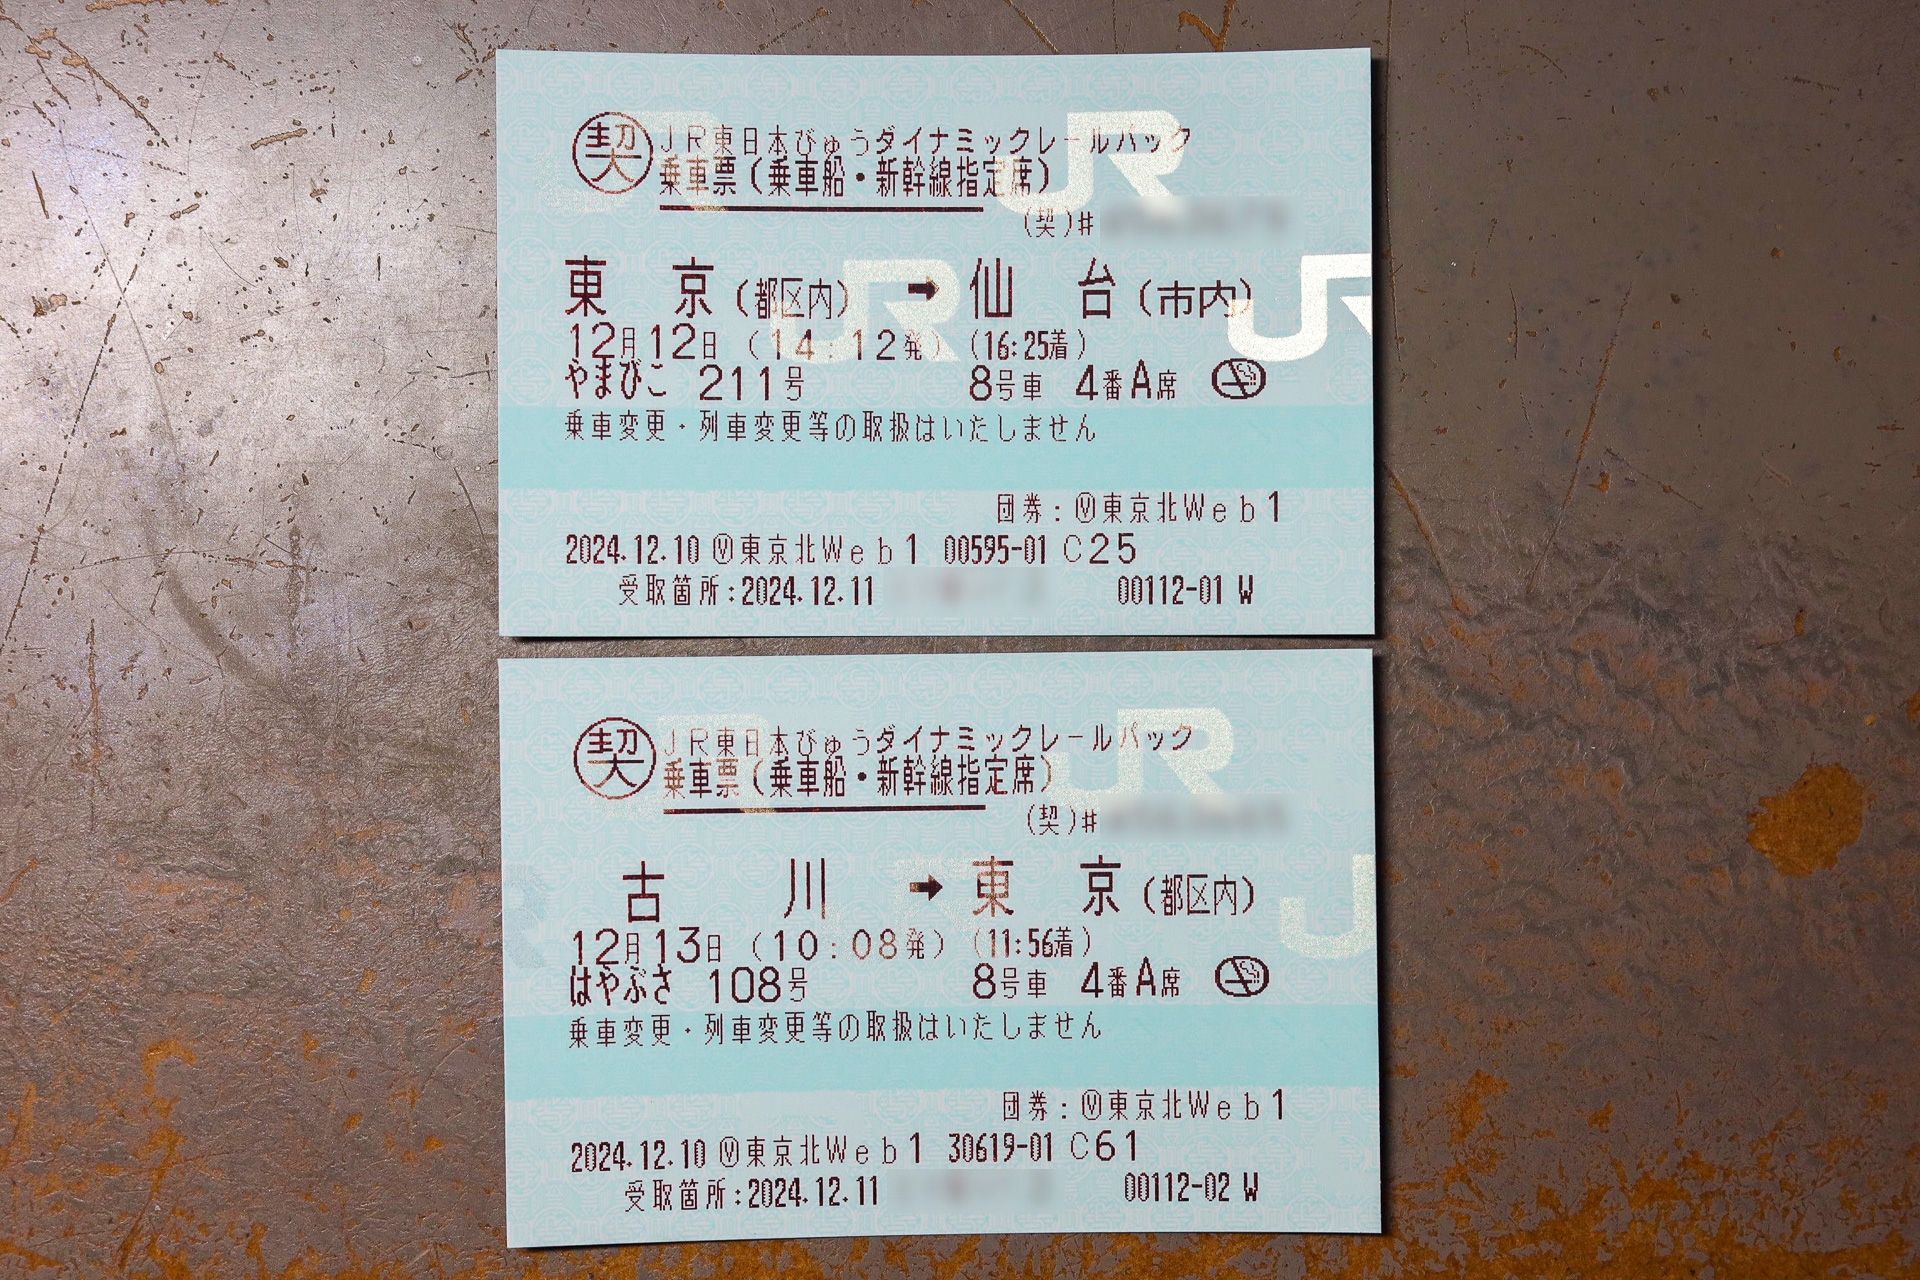 契 JR東日本びゅうダイナミックレールパック
乗車票(乗車船・新幹線指定席)
(契)#
東京(都区内) ➡ 仙台(市内)
12月12日 (14:12発) (16:25着)
やまびこ 211号 8号車 4番A席
乗車変更・列車変更等の取扱はいたしません
団券:Ⓥ東京北Web1
2024.12.10 Ⓥ東京北Web1 00595-01 C25
受取箇所:2024.12.11 00112-01 W
契 JR東日本びゅうダイナミックレールパック
乗車票(乗車船・新幹線指定席)
(契)#
古川 ➡ 東京(都区内)
12月13日 (10:08発) (11:56着)
はやぶさ 108号 8号車 4番A席
乗車変更・列車変更等の取扱はいたしません
団券:Ⓥ東京北Web1
2024.12.10 Ⓥ東京北Web1 30619-01 C61
受取箇所:2024.12.11 00112-02 W